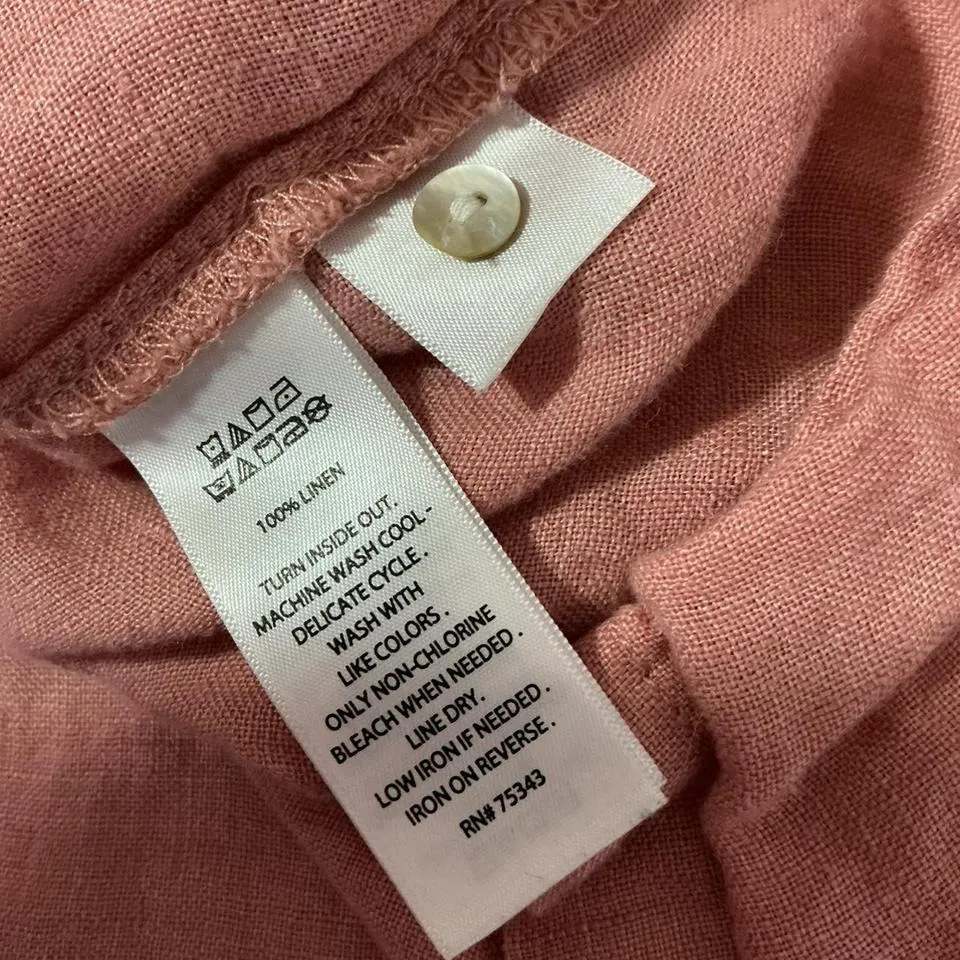 100% LINEN
TURN INSIDE OUT.
MACHINE WASH COOL -
DELICATE CYCLE .
WASH WITH
LIKE COLORS .
ONLY NON-CHLORINE
BLEACH WHEN NEEDED .
LINE DRY.
LOW IRON IF NEEDED .
IRON ON REVERSE .
RN# 75343